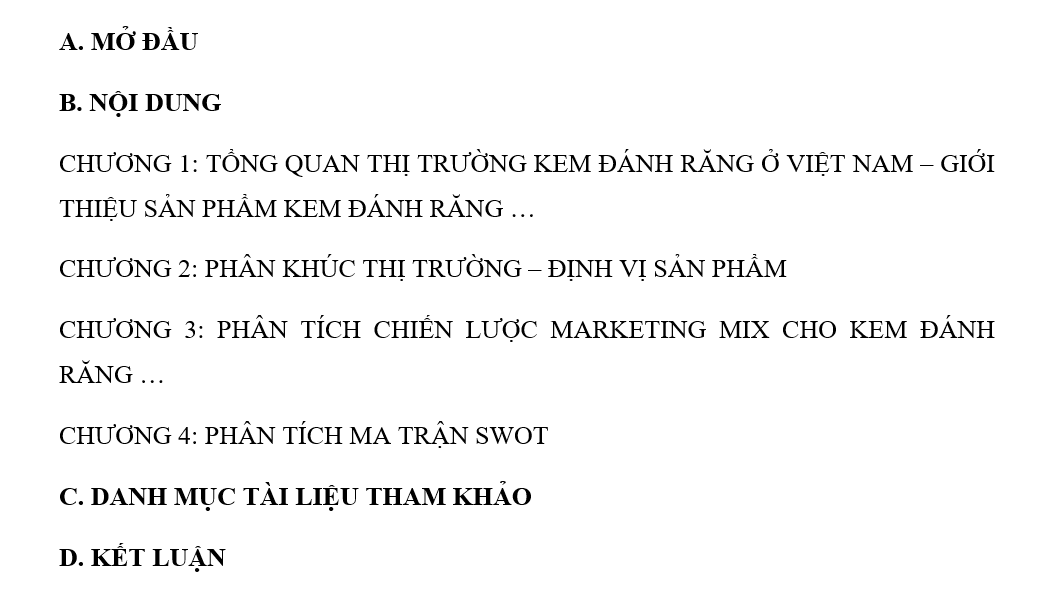 A. MỞ ĐẦU
B. NỘI DUNG
CHƯƠNG 1: TỔNG QUAN THỊ TRƯỜNG KEM ĐÁNH RĂNG Ở VIỆT NAM – GIỚI
THIỆU SẢN PHẨM KEM ĐÁNH RĂNG …
CHƯƠNG 2: PHÂN KHÚC THỊ TRƯỜNG – ĐỊNH VỊ SẢN PHẨM
CHƯƠNG 3: PHÂN TÍCH CHIẾN LƯỢC MARKETING MIX CHO KEM ĐÁNH
RĂNG …
CHƯƠNG 4: PHÂN TÍCH MA TRẬN SWOT
C. DANH MỤC TÀI LIỆU THAM KHẢO
D. KẾT LUẬN